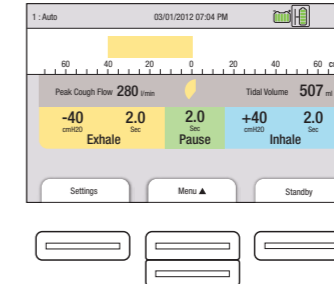 1 : Auto 03/01/2012 07:04 PM
60 40 20 0 20 40 60 c
Peak Cough Flow 280 l/min Tidal Volume 507 ml
-40 2.0 2.0 +40 2.0
cmH2O Sec Sec cmH2O Sec
Exhale Pause Inhale
Settings Menu ▲ Standby